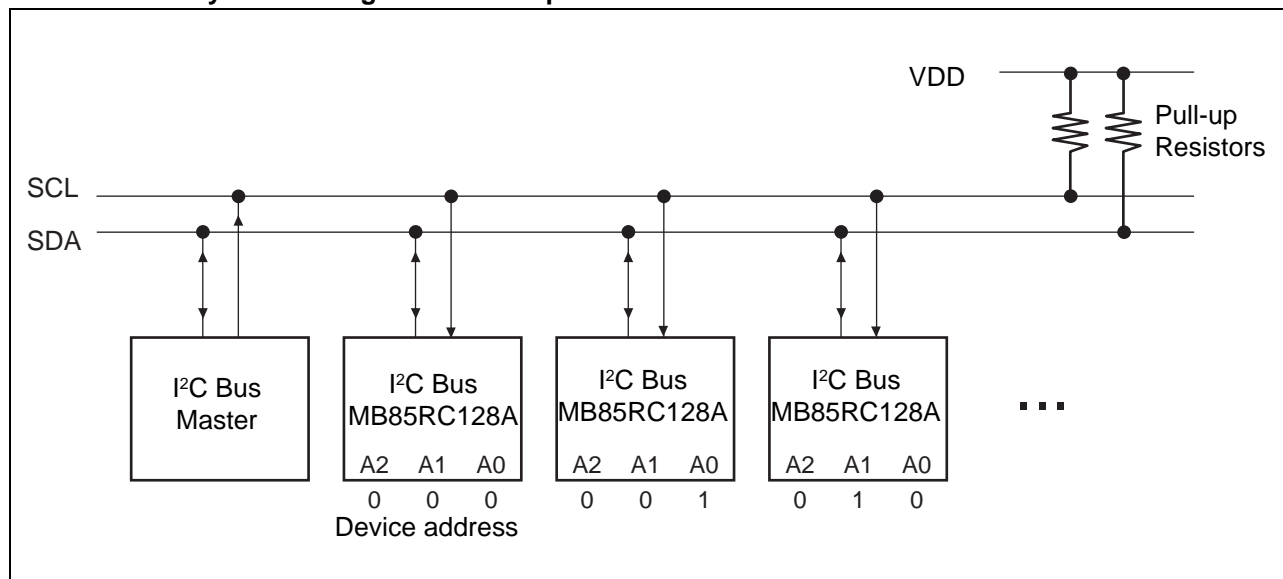 VDD
Pull-up
Resistors
SCL
SDA
I²C Bus
Master
I²C Bus
MB85RC128A
A2 A1 A0
0 0 0
Device address
I²C Bus
MB85RC128A
A2 A1 A0
0 0 1
I²C Bus
MB85RC128A
A2 A1 A0
0 1 0
...